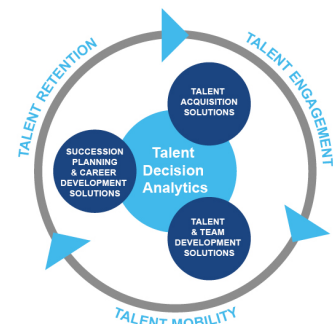 TALENT RETENTION
TALENT ENGAGEMENT
TALENT
ACQUISITION
SOLUTIONS
SUCCESSION
PLANNING
& CAREER
DEVELOPMENT
SOLUTIONS
Talent
Decision
Analytics
TALENT
& TEAM
DEVELOPMENT
SOLUTIONS
TALENT MOBILITY